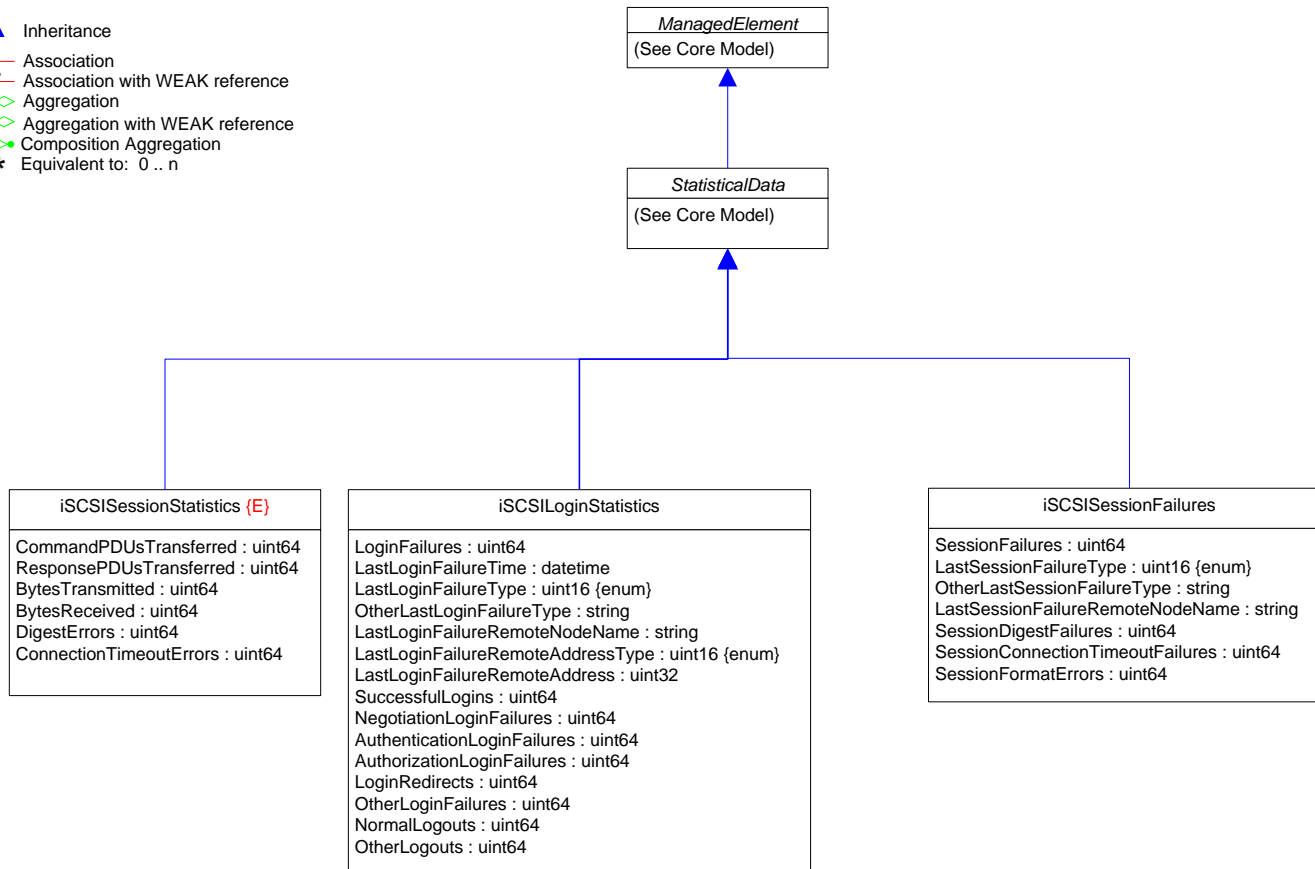 Inheritance
Association
Association with WEAK reference
Aggregation
Aggregation with WEAK reference
Composition Aggregation
* Equivalent to: 0 .. n
ManagedElement
(See Core Model)
StatisticalData
(See Core Model)
iSCSISessionStatistics {E}
CommandPDUsTransferred : uint64
ResponsePDUsTransferred : uint64
BytesTransmitted : uint64
BytesReceived : uint64
DigestErrors : uint64
ConnectionTimeoutErrors : uint64
iSCSILoginStatistics
LoginFailures : uint64
LastLoginFailureTime : datetime
LastLoginFailureType : uint16 {enum}
OtherLastLoginFailureType : string
LastLoginFailureRemoteNodeName : string
LastLoginFailureRemoteAddressType : uint16 {enum}
LastLoginFailureRemoteAddress : uint32
SuccessfulLogins : uint64
NegotiationLoginFailures : uint64
AuthenticationLoginFailures : uint64
AuthorizationLoginFailures : uint64
LoginRedirects : uint64
OtherLoginFailures : uint64
NormalLogouts : uint64
OtherLogouts : uint64
iSCSISessionFailures
SessionFailures : uint64
LastSessionFailureType : uint16 {enum}
OtherLastSessionFailureType : string
LastSessionFailureRemoteNodeName : string
SessionDigestFailures : uint64
SessionConnectionTimeoutFailures : uint64
SessionFormatErrors : uint64